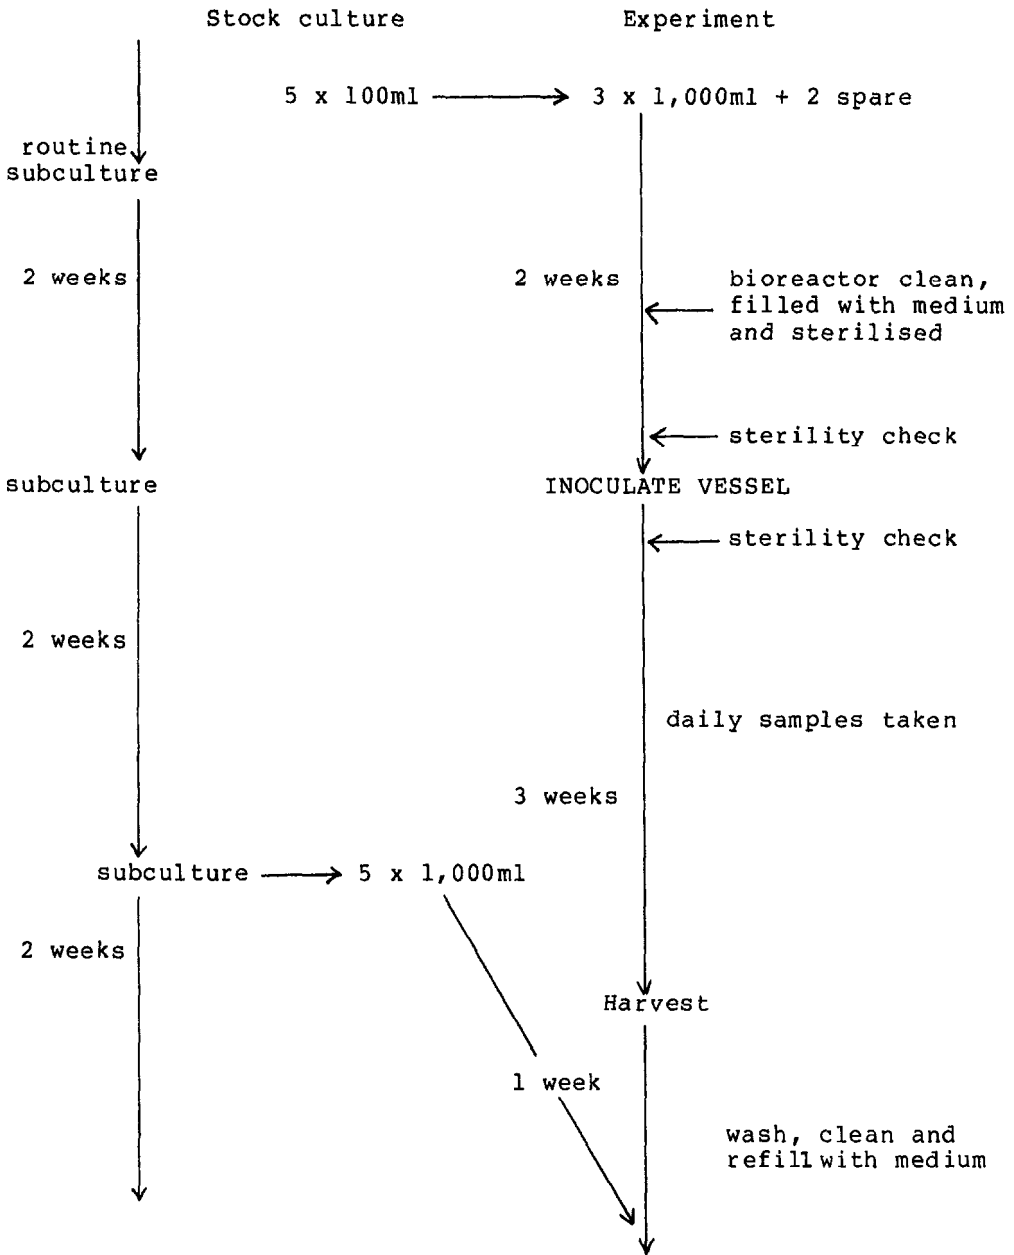 Stock culture
Experiment
5 x 100ml
3 x 1,000ml + 2 spare
routine
subculture
2 weeks
2 weeks
bioreactor clean,
filled with medium
and sterilised
sterility check
subculture
INOCULATE VESSEL
sterility check
2 weeks
daily samples taken
3 weeks
subculture
5 x 1,000ml
2 weeks
Harvest
1 week
wash, clean and
refill with medium